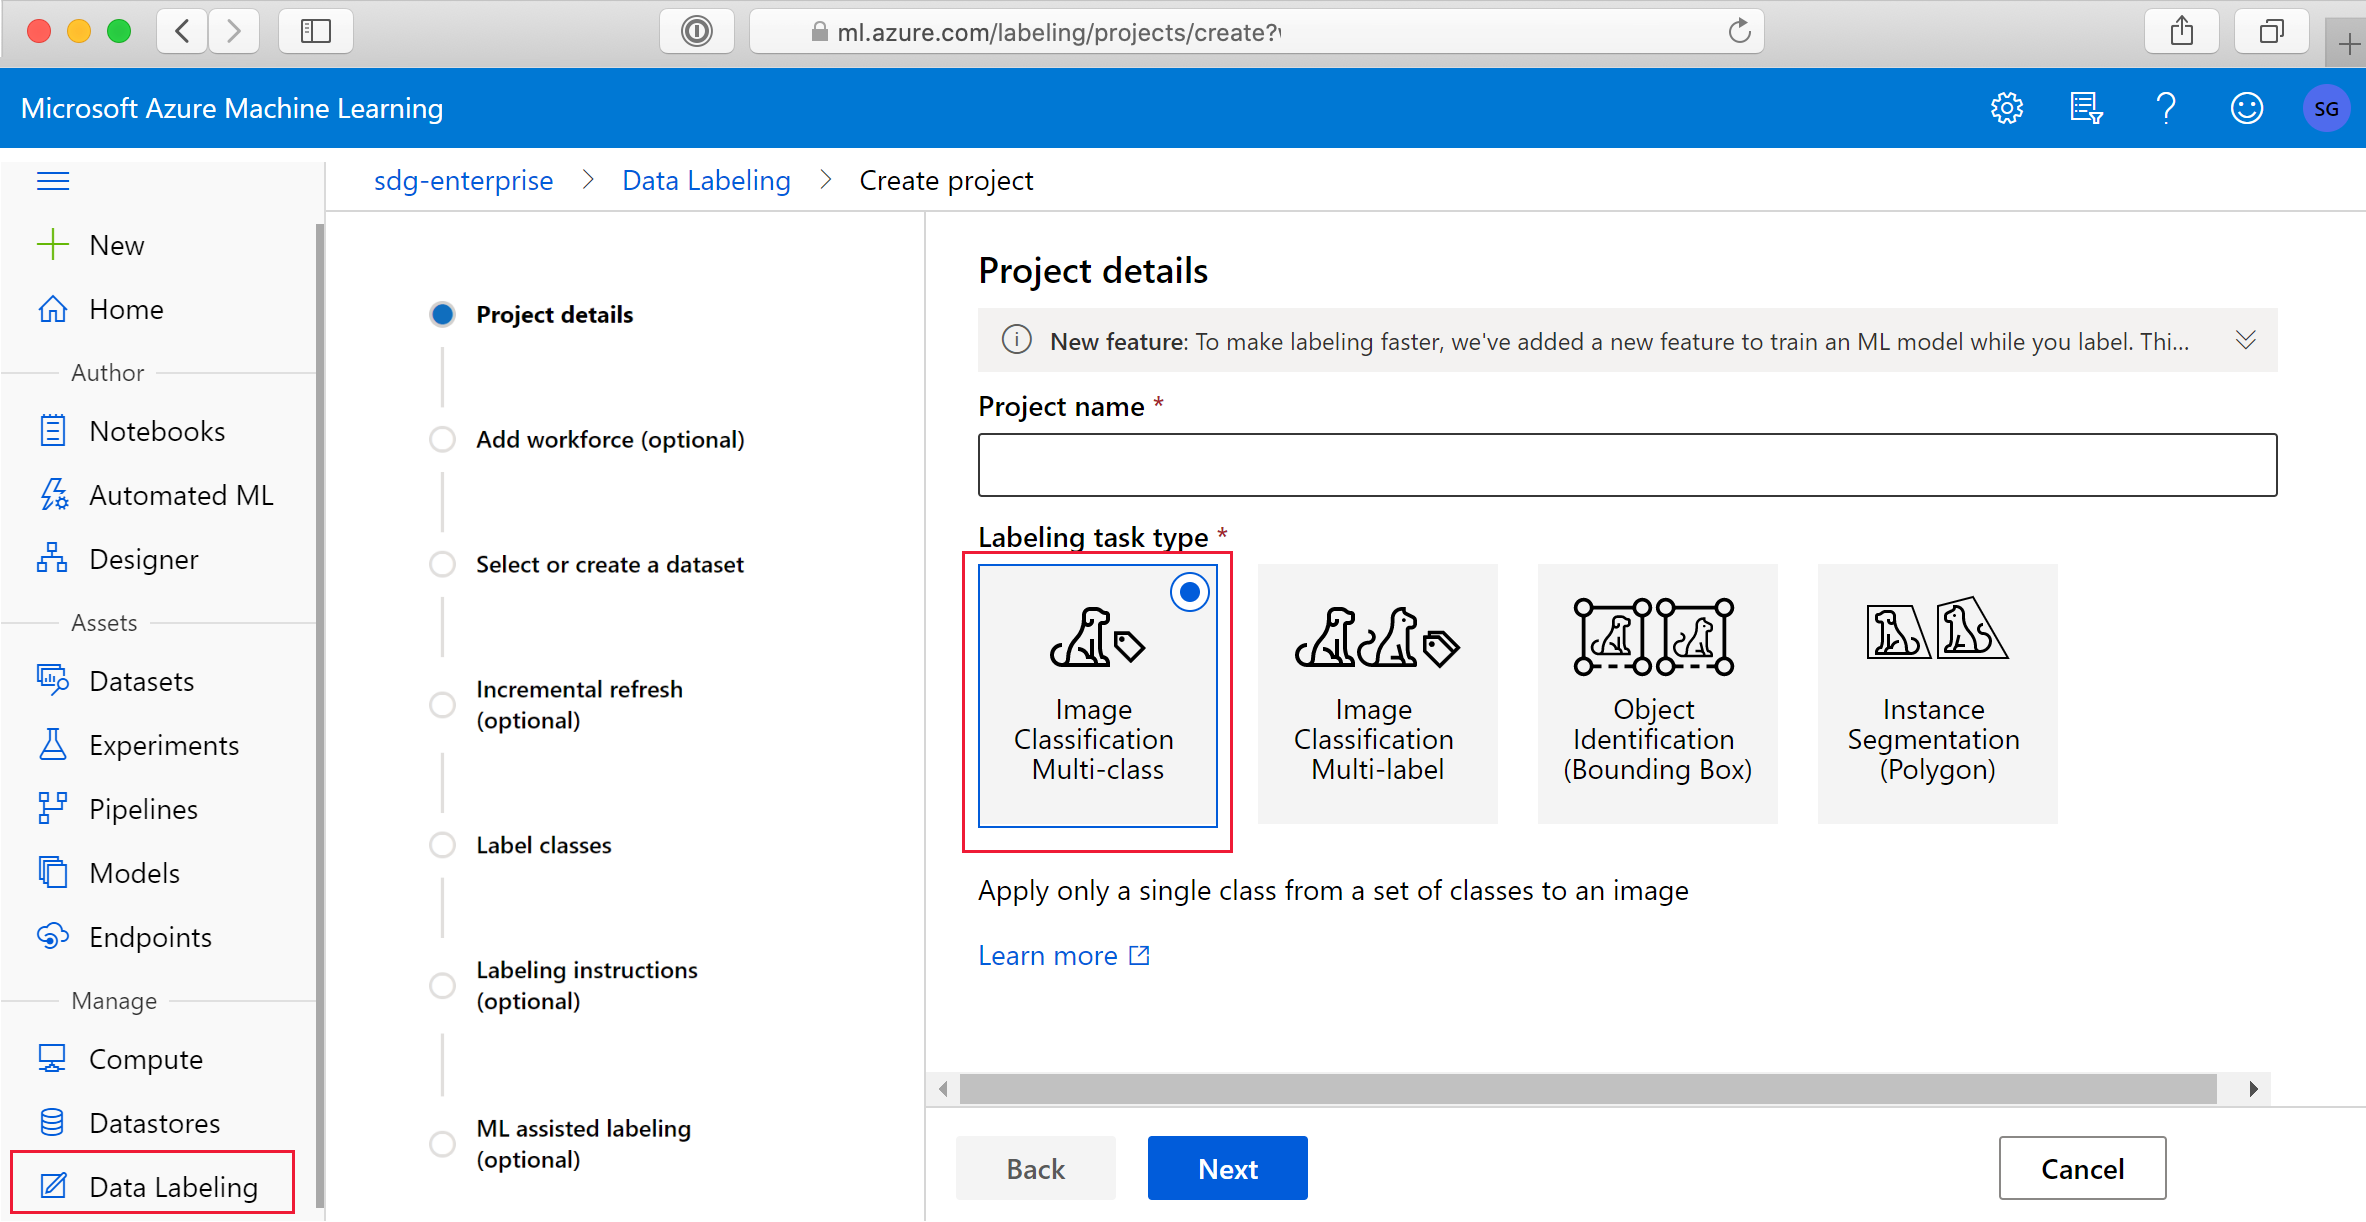 ml.azure.com/labeling/projects/create?
Microsoft Azure Machine Learning
SG
sdg-enterprise > Data Labeling > Create project
New
Home
Author
Notebooks
Automated ML
Designer
Assets
Datasets
Experiments
Pipelines
Models
Endpoints
Manage
Compute
Datastores
Data Labeling
Project details
Add workforce (optional)
Select or create a dataset
Incremental refresh
(optional)
Label classes
Labeling instructions
(optional)
ML assisted labeling
(optional)
Project details
New feature: To make labeling faster, we've added a new feature to train an ML model while you label. Thi...
Project name *
Labeling task type *
Image
Classification
Multi-class
Image
Classification
Multi-label
Object
Identification
(Bounding Box)
Instance
Segmentation
(Polygon)
Apply only a single class from a set of classes to an image
Learn more
Back
Next
Cancel